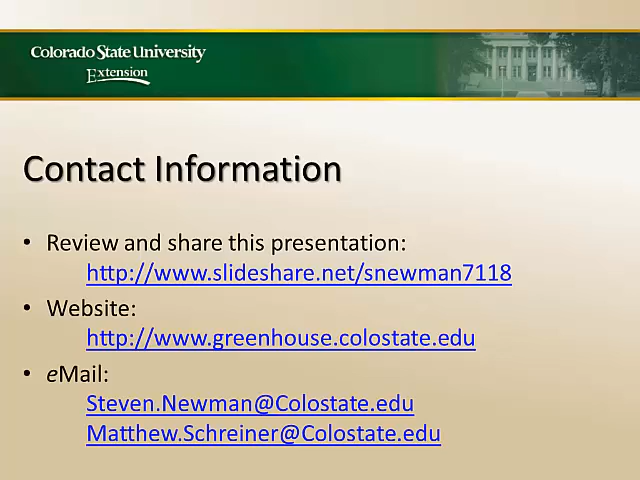 Colorado State University
Extension
Contact Information
• Review and share this presentation:
http://www.slideshare.net/snewman7118
• Website:
http://www.greenhouse.colostate.edu
• eMail:
Steven.Newman@Colostate.edu
Matthew.Schreiner@Colostate.edu